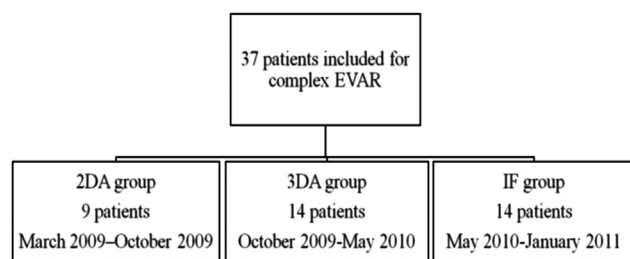 37 patients included for
complex EVAR
2DA group
9 patients
March 2009–October 2009
3DA group
14 patients
October 2009-May 2010
IF group
14 patients
May 2010-January 2011